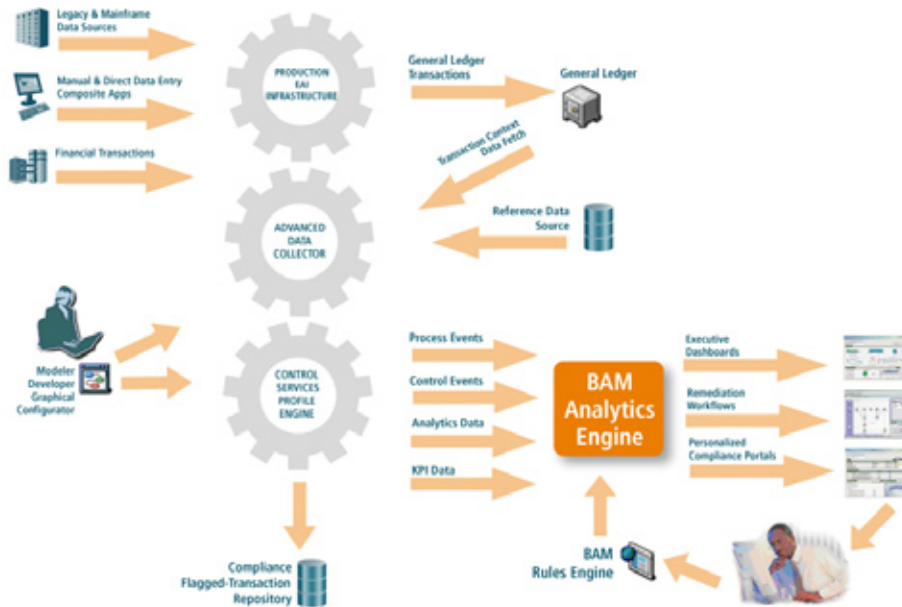 Legacy & Mainframe
Data Sources
Manual & Direct Data Entry
Composite Apps
Financial Transactions
PRODUCTION
EAI
INFRASTRUCTURE
General Ledger
Transactions
General Ledger
Transaction Context
Data Fetch
ADVANCED
DATA
COLLECTOR
Reference Data
Source
Modeler
Developer
Graphical
Configurator
CONTROL
SERVICES
PROFILE
ENGINE
Process Events
Control Events
Analytics Data
KPI Data
BAM
Analytics
Engine
Executive
Dashboards
Remediation
Workflows
Personalized
Compliance Portals
BAM
Rules Engine
Compliance
Flagged-Transaction
Repository